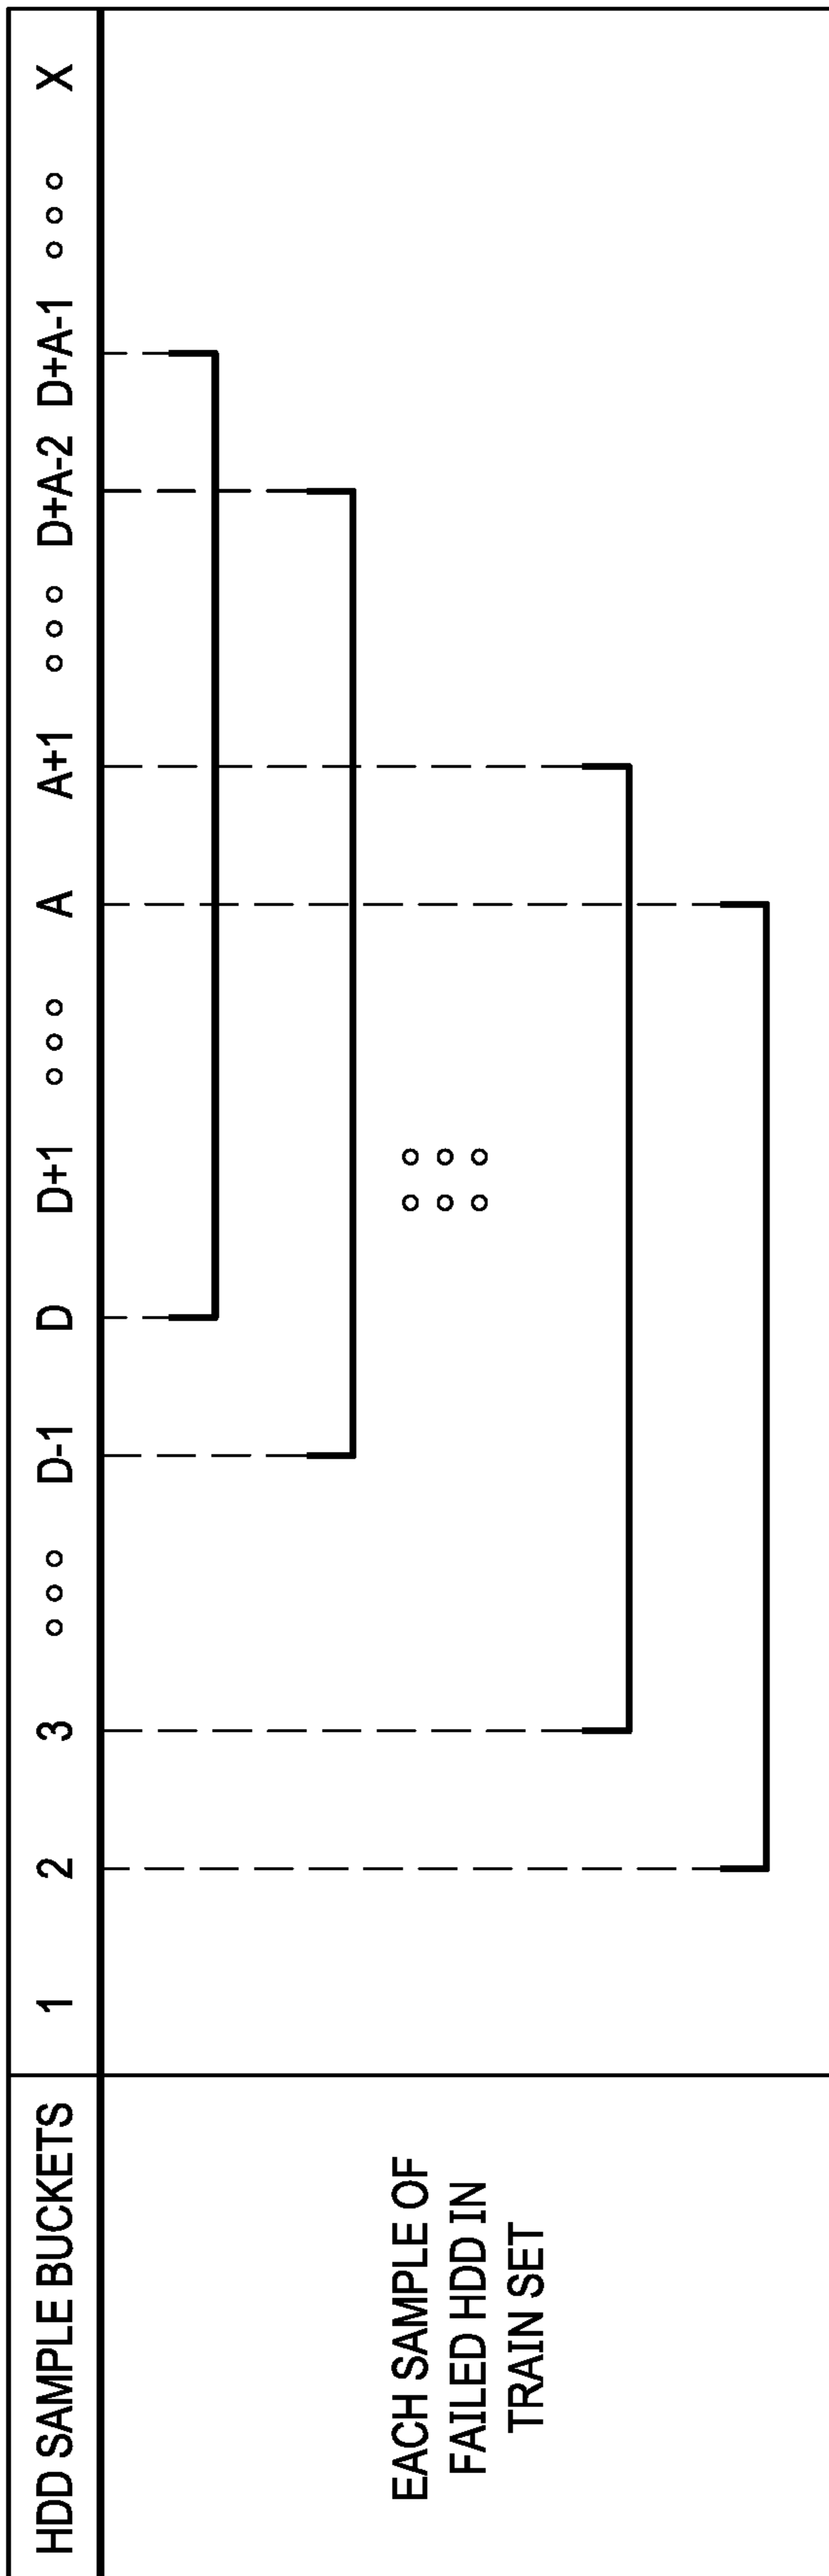 HDD SAMPLE BUCKETS 1 2 3 ○ ○ ○ D-1 D D+1 ○ ○ ○ A A+1 ○ ○ ○ D+A-2 D+A-1 ○ ○ ○ X
EACH SAMPLE OF
FAILED HDD IN
TRAIN SET